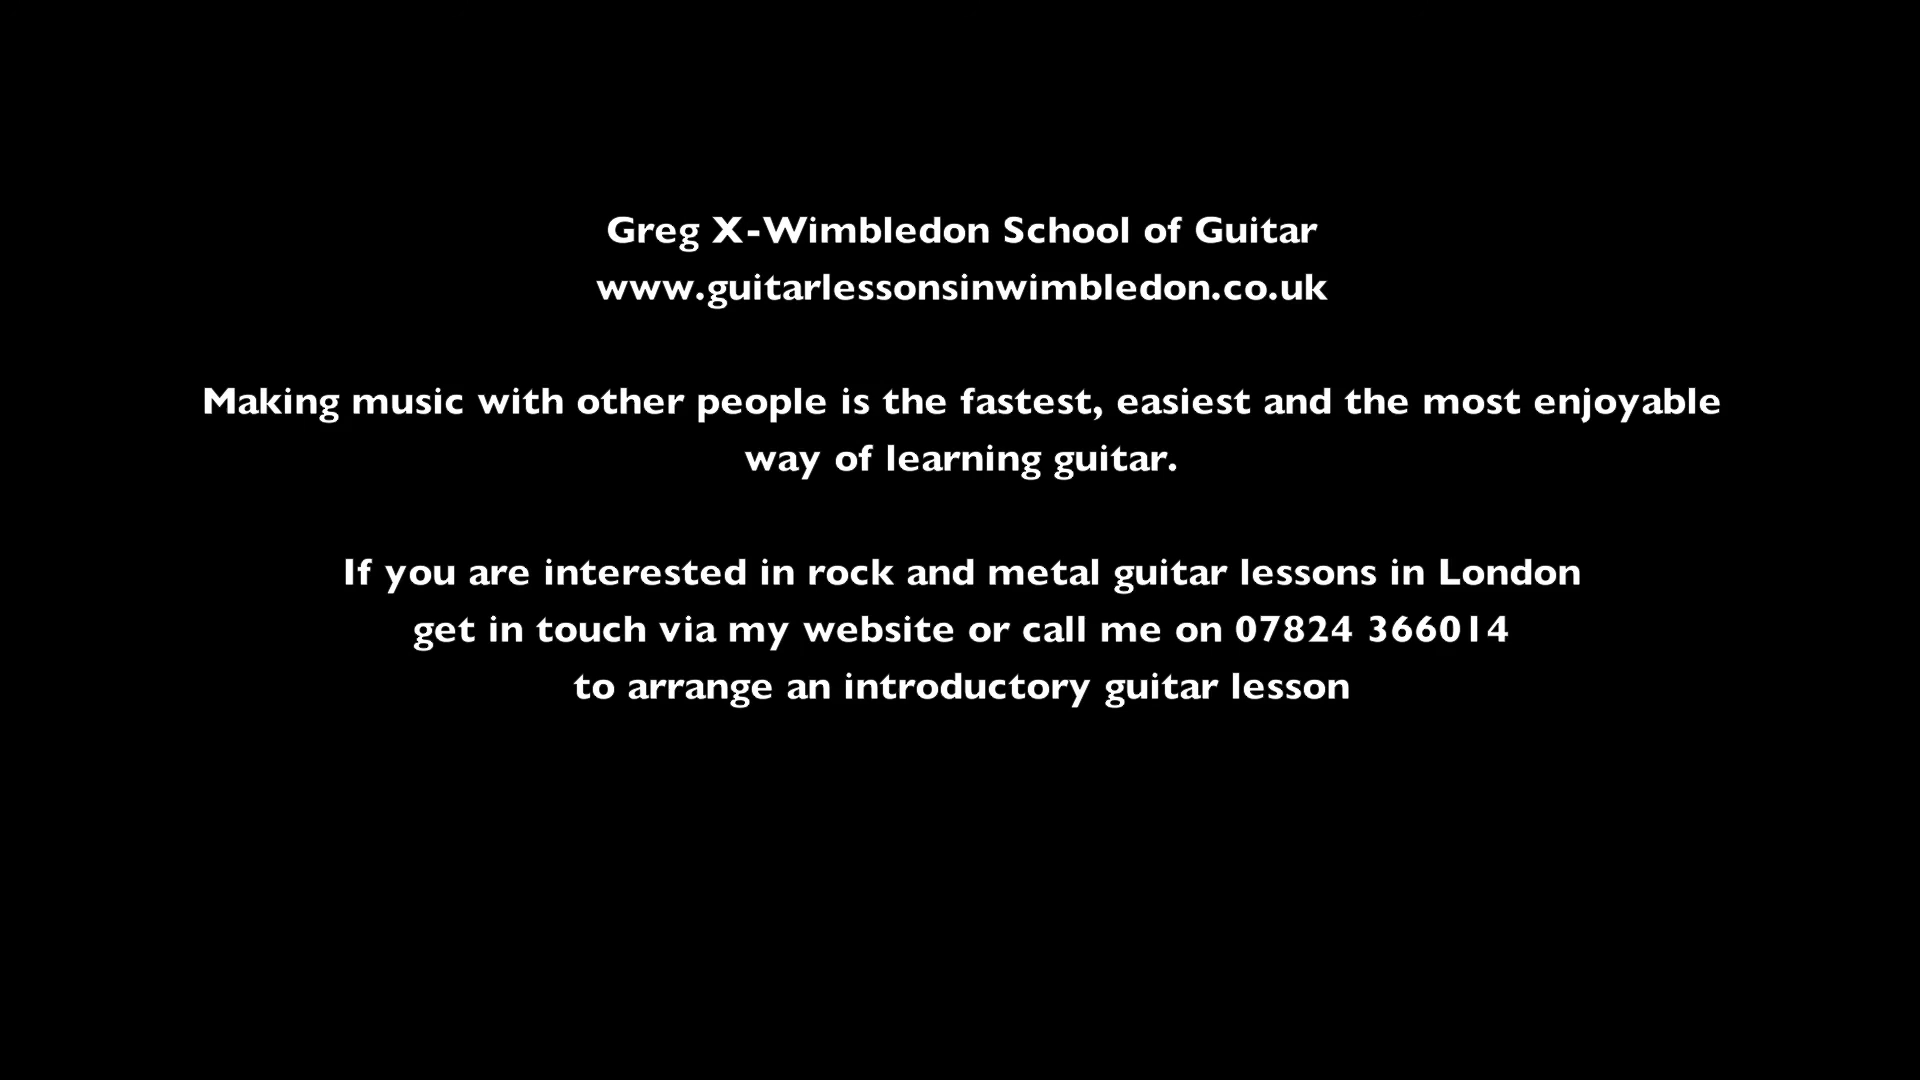 Greg X-Wimbledon School of Guitar
www.guitarlessonsinwimbledon.co.uk
Making music with other people is the fastest, easiest and the most enjoyable
way of learning guitar.
If you are interested in rock and metal guitar lessons in London
get in touch via my website or call me on 07824 366014
to arrange an introductory guitar lesson